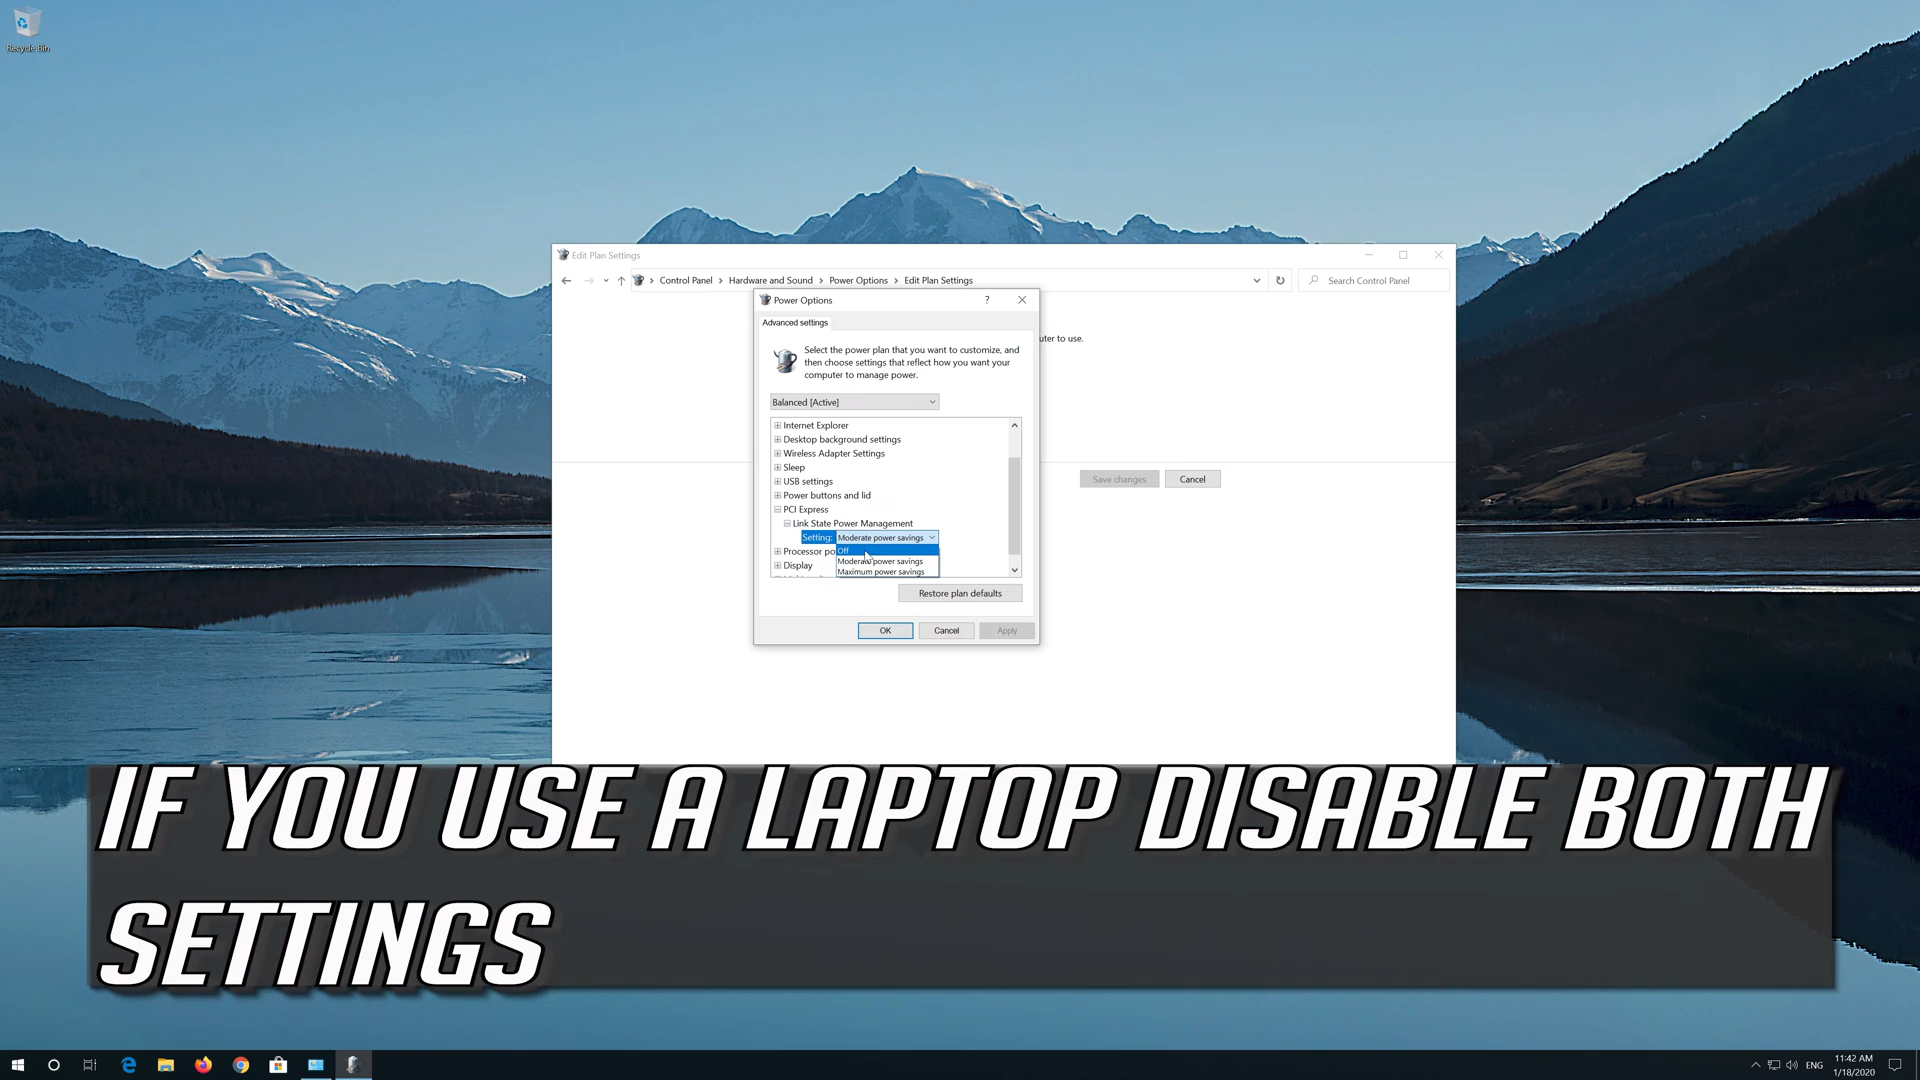 Recycle Bin
Edit Plan Settings
Control Panel > Hardware and Sound > Power Options > Edit Plan Settings
Search Control Panel
Power Options
?
Advanced settings
uter to use.
Select the power plan that you want to customize, and
then choose settings that reflect how you want your
computer to manage power.
Balanced [Active]
Internet Explorer
Desktop background settings
Wireless Adapter Settings
Sleep
USB settings
Save changes
Cancel
Power buttons and lid
PCI Express
Link State Power Management
Setting: Moderate power savings
Processor po
Off
Moderate power savings
Display
Maximum power savings
Restore plan defaults
OK
Cancel
Apply
IF YOU USE A LAPTOP DISABLE BOTH
SETTINGS
ENG
11:42 AM
1/18/2020